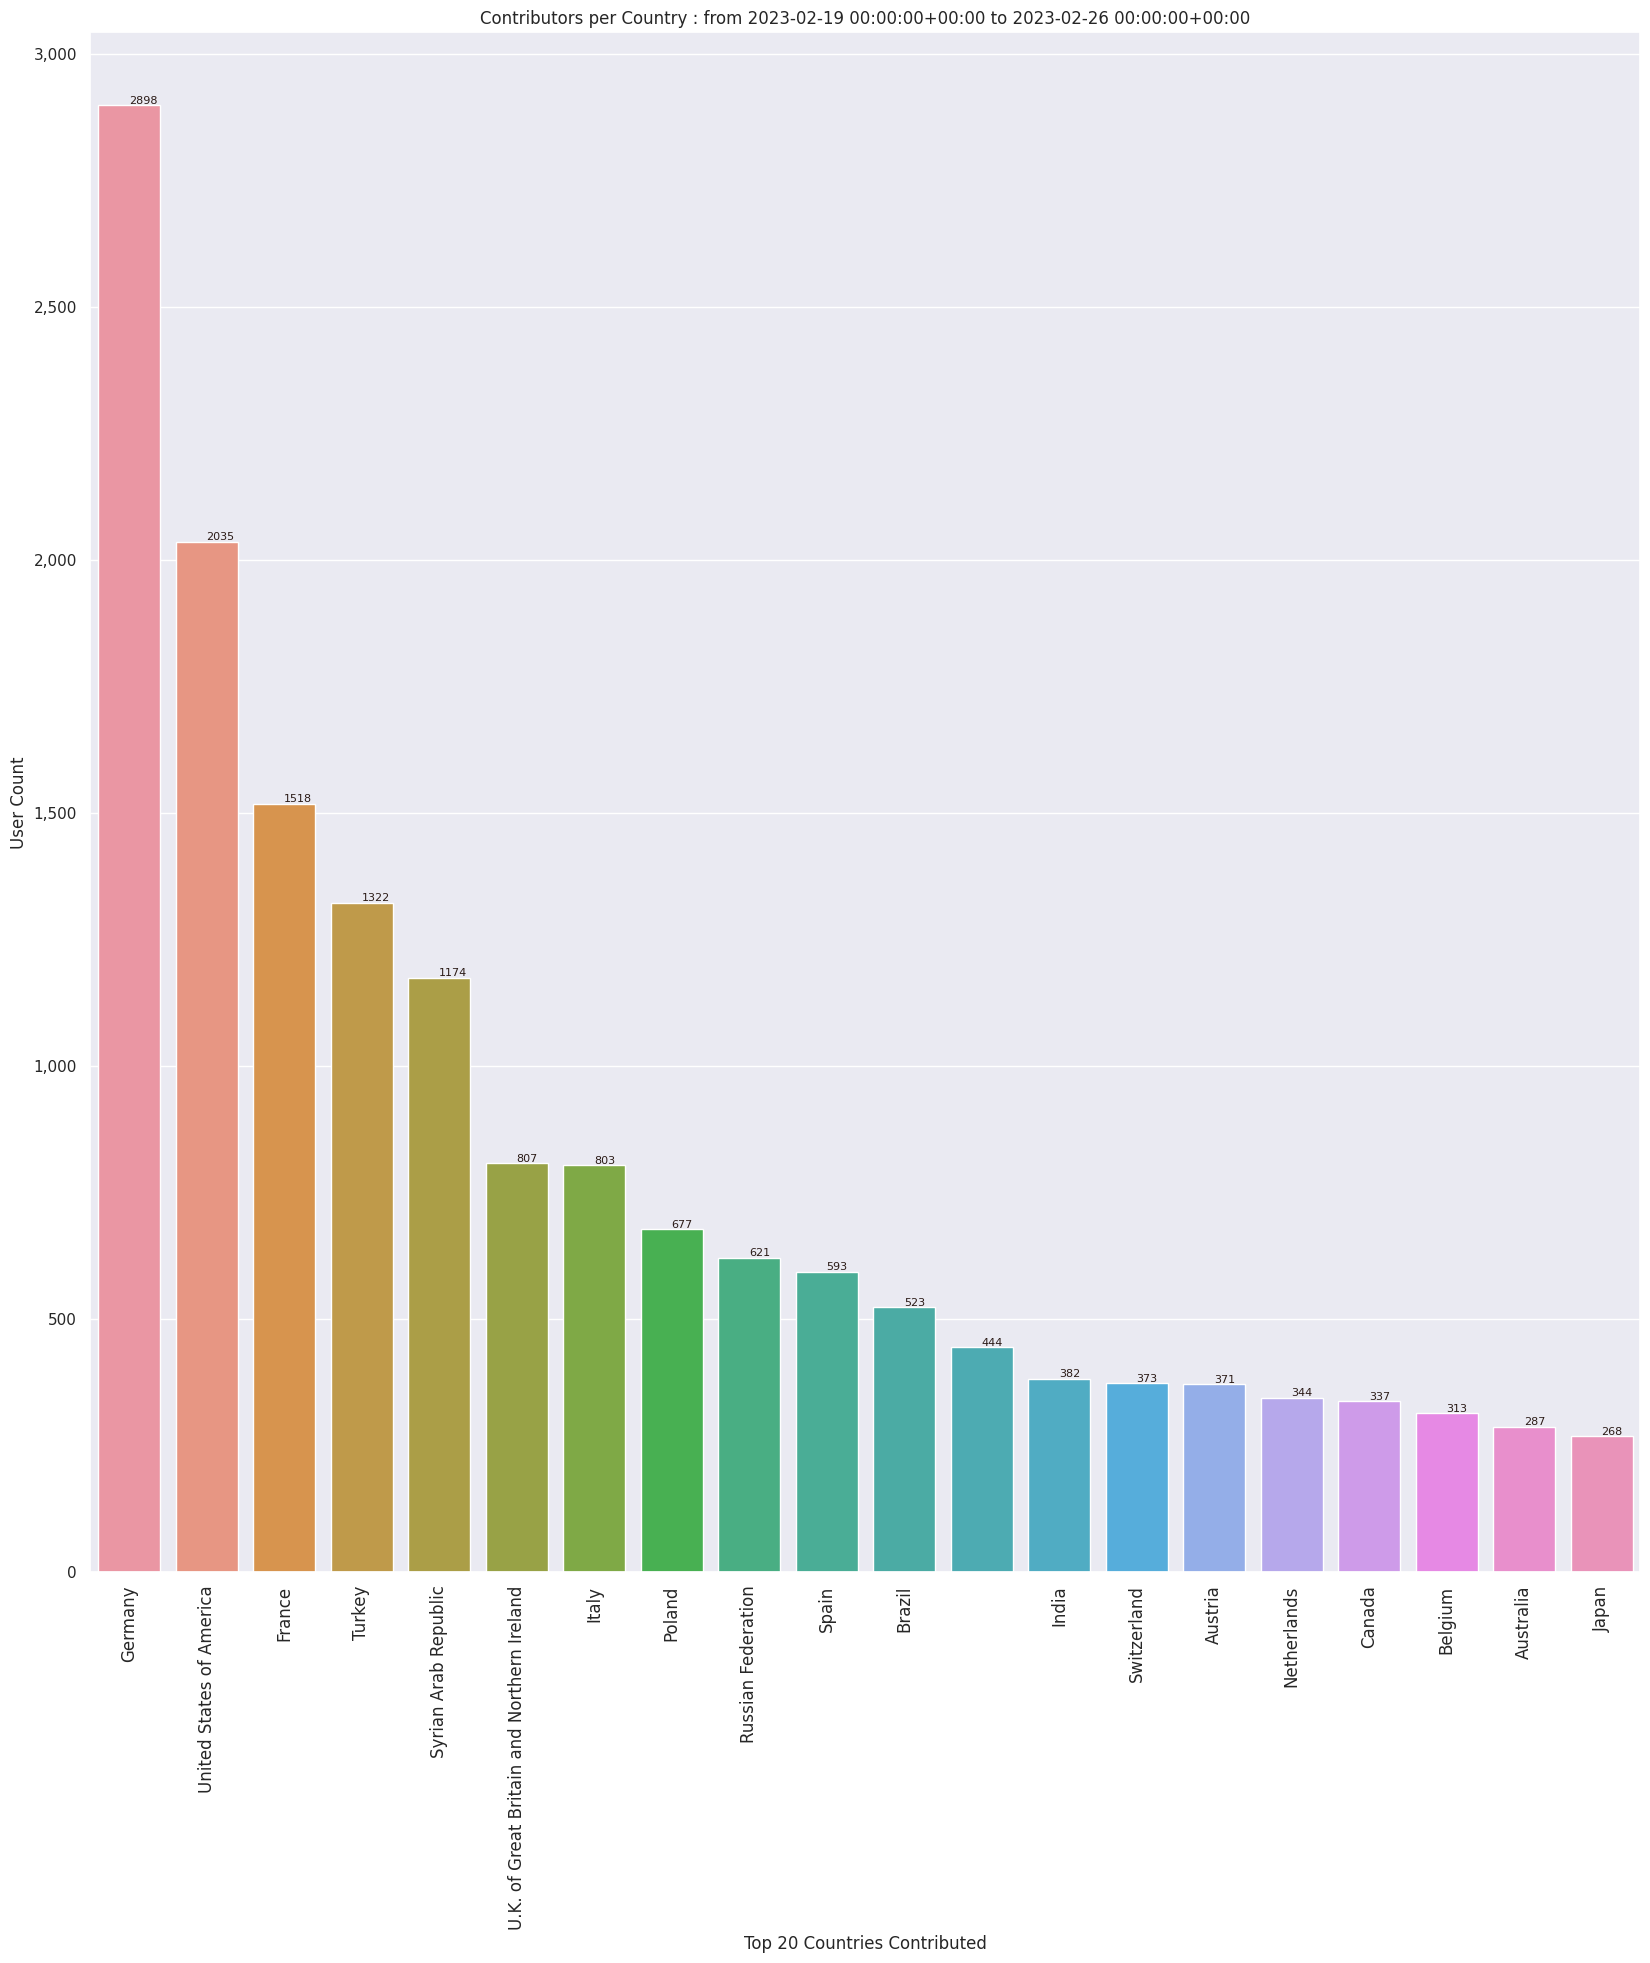 Contributors per Country : from 2023-02-19 00:00:00+00:00 to 2023-02-26 00:00:00+00:00
3,000
2,500
2,000
1,500
1,000
500
0
User Count
2898
2035
1518
1322
1174
807
803
677
621
593
523
444
382
373
371
344
337
313
287
268
Germany
United States of America
France
Turkey
Syrian Arab Republic
U.K. of Great Britain and Northern Ireland
Italy
Poland
Russian Federation
Spain
Brazil
India
Switzerland
Austria
Netherlands
Canada
Belgium
Australia
Japan
Top 20 Countries Contributed